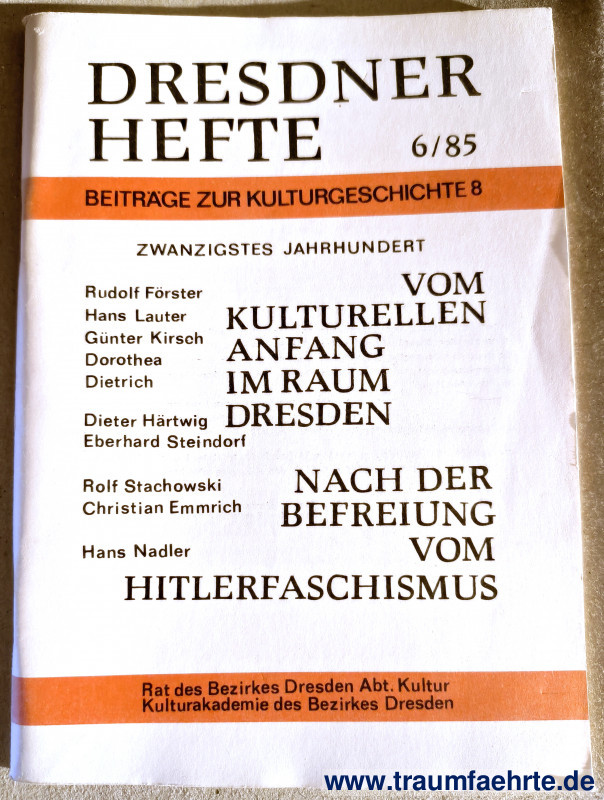 DRESDNER
HEFTE 6/85
BEITRÄGE ZUR KULTURGESCHICHTE 8
ZWANZIGSTES JAHRHUNDERT
Rudolf Förster
Hans Lauter
Günter Kirsch
Dorothea
Dietrich
Dieter Härtwig
Eberhard Steindorf
VOM
KULTURELLEN
ANFANG
IM RAUM
DRESDEN
Rolf Stachowski
Christian Emmrich
Hans Nadler
NACH DER
BEFREIUNG
VOM
HITLERFASCHISMUS
Rat des Bezirkes Dresden Abt. Kultur
Kulturakademie des Bezirkes Dresden
www.traumfaehrte.de